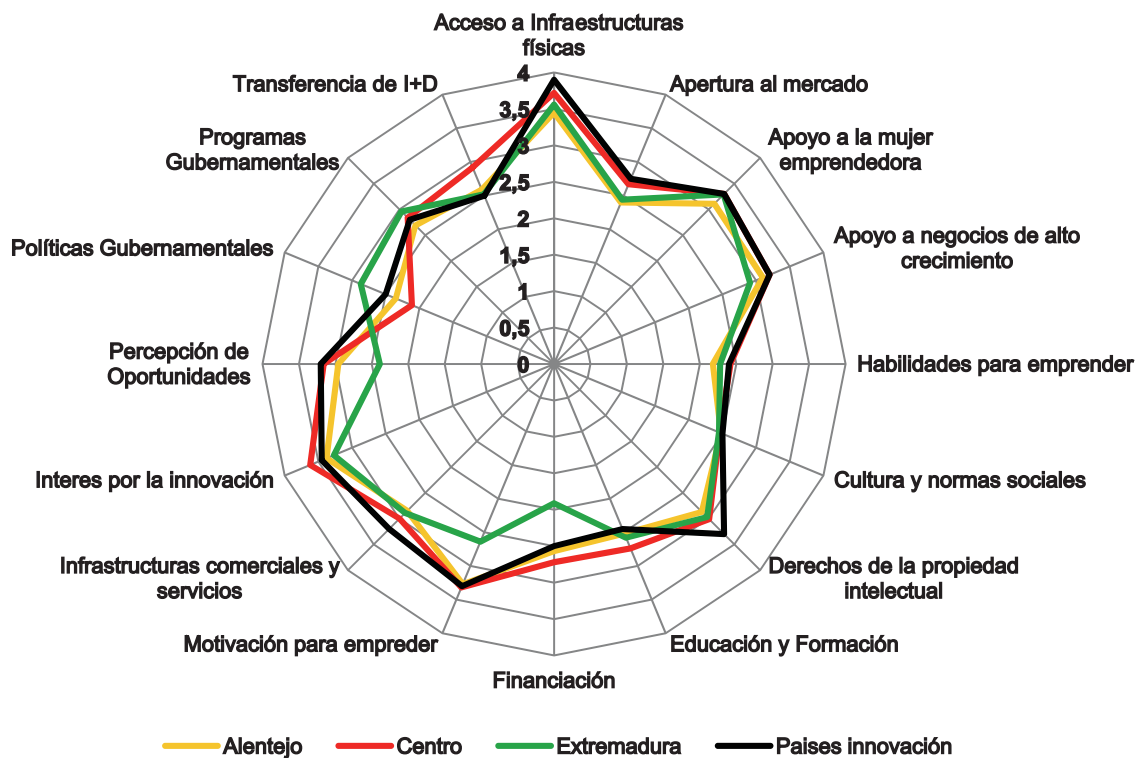 Acceso a Infraestructuras
físicas
Transferencia de I+D
Apertura al mercado
Programas
Gubernamentales
Apoyo a la mujer
emprendedora
Políticas Gubernamentales
Apoyo a negocios de alto
crecimiento
Percepción de
Oportunidades
Habilidades para emprender
Interes por la innovación
Cultura y normas sociales
Infrastructuras comerciales y
servicios
Derechos de la propiedad
intelectual
Motivación para empreder
Educación y Formación
Financiación
4
3,5
3
2,5
2
1,5
1
0,5
0
Alentejo
Centro
Extremadura
Paises innovación